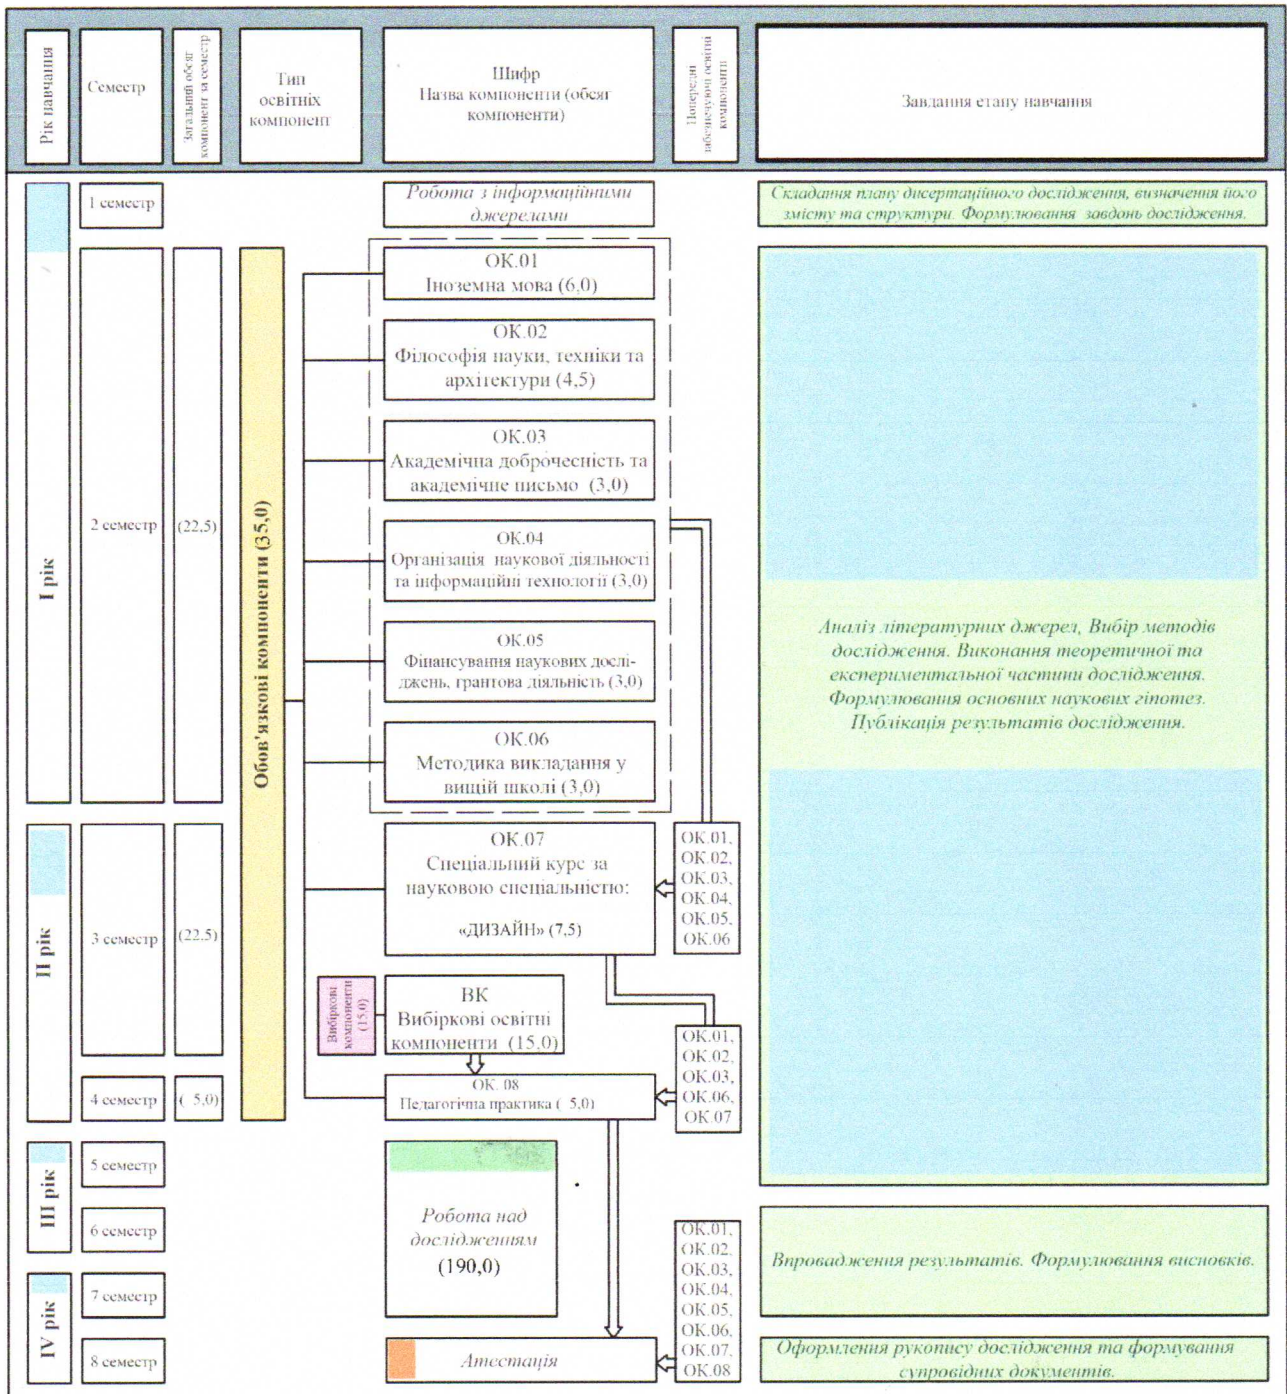 Рік навчання
Семестр
Загальний обсяг
компонент за семестр
Тип
освітніх
компонент
Шифр
Назва компоненти (обсяг
компоненти)
Попередні
забезпечуючі освітні
компоненти
Завдання етапу навчання
І рік
1 семестр
Робота з інформаційними
джерелами
Складання плану дисертаційного дослідження, визначення його
змісту та структури. Формулювання завдань дослідження.
2 семестр
(22,5)
Обов'язкові компоненти (35,0)
ОК.01
Іноземна мова (6,0)
ОК.02
Філософія науки, техніки та
архітектури (4,5)
ОК.03
Академічна доброчесність та
академічне письмо (3,0)
ОК.04
Організація наукової діяльності
та інформаційні технології (3,0)
ОК.05
Фінансування наукових дослі-
джень, грантова діяльність (3,0)
ОК.06
Методика викладання у
вищій школі (3,0)
Аналіз літературних джерел, Вибір методів
дослідження. Виконання теоретичної та
експериментальної частини дослідження.
Формулювання основних наукових гіпотез.
Публікація результатів дослідження.
ІІ рік
3 семестр
(22,5)
ОК.07
Спеціальний курс за
науковою спеціальністю:
«ДИЗАЙН» (7,5)
ОК.01,
ОК.02,
ОК.03,
ОК.04,
ОК.05,
ОК.06
Вибіркові
компоненти
(15,0)
ВК
Вибіркові освітні
компоненти (15,0)
4 семестр
( 5,0)
ОК. 08
Педагогічна практика ( 5,0)
ОК.01,
ОК.02,
ОК.03,
ОК.06,
ОК.07
ІІІ рік
5 семестр
6 семестр
Робота над
дослідженням
(190,0)
Впровадження результатів. Формулювання висновків.
IV рік
7 семестр
8 семестр
Атестація
ОК.01,
ОК.02,
ОК.03,
ОК.04,
ОК.05,
ОК.06,
ОК.07,
ОК.08
Оформлення рукопису дослідження та формування
супровідних документів.